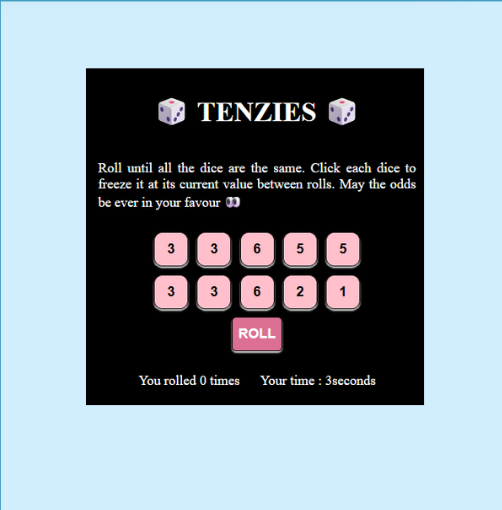 🎲 TENZIES 🎲
Roll until all the dice are the same. Click each dice to
freeze it at its current value between rolls. May the odds
be ever in your favour 👀
3 3 6 5 5
3 3 6 2 1
ROLL
You rolled 0 times Your time : 3seconds